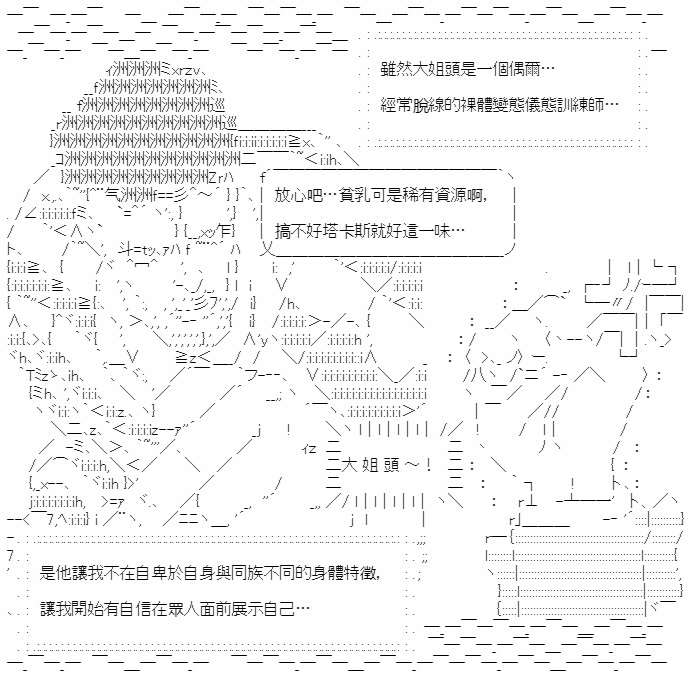 雖然大姐頭是一個偶爾…
經常脫線的裸體變態儀態訓練師…
放心吧…貧乳可是稀有資源啊，
搞不好塔卡斯就好這一味…
二大姐頭～！
是他讓我不在自卑於自身與同族不同的身體特徵，
讓我開始有自信在眾人面前展示自己…